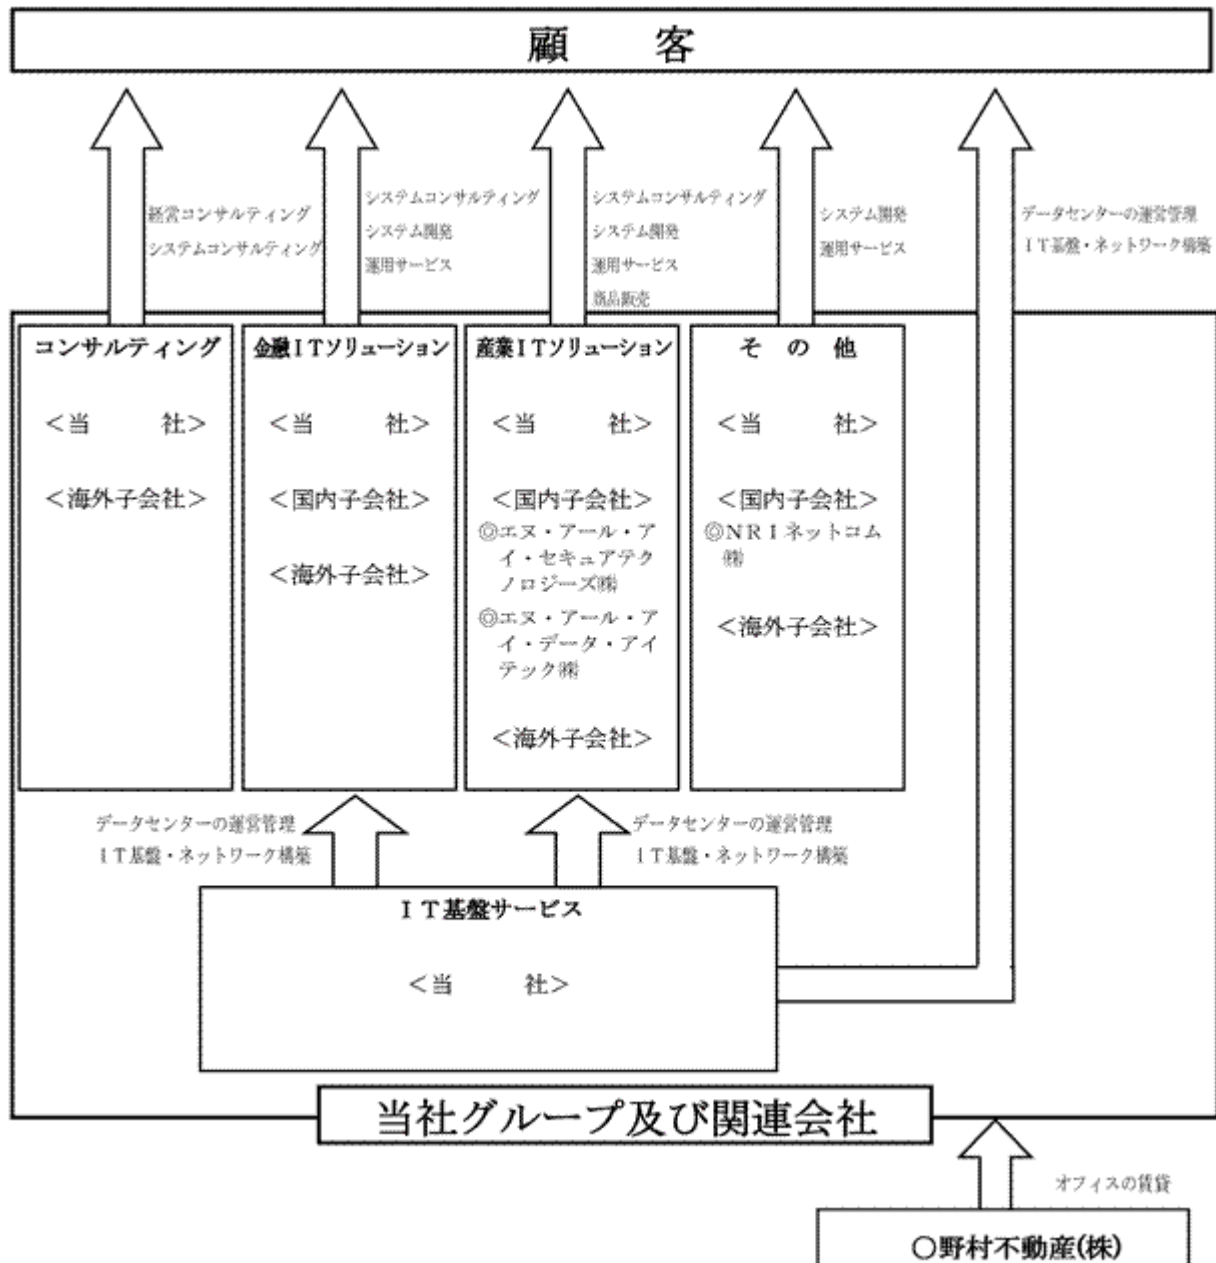 顧　客
経営コンサルティング
システムコンサルティング
システムコンサルティング
システム開発
運用サービス
システムコンサルティング
システム開発
運用サービス
商品販売
システム開発
運用サービス
データセンターの運営管理
ＩＴ基盤・ネットワーク構築
コンサルティング
＜当　社＞
＜海外子会社＞
金融ＩＴソリューション
＜当　社＞
＜国内子会社＞
＜海外子会社＞
産業ＩＴソリューション
＜当　社＞
＜国内子会社＞
◎エヌ・アール・ア
イ・セキュアテク
ノロジーズ㈱
◎エヌ・アール・ア
イ・データ・アイ
テック㈱
＜海外子会社＞
そ の 他
＜当　社＞
＜国内子会社＞
◎ＮＲＩネットコム
㈱
＜海外子会社＞
データセンターの運営管理
ＩＴ基盤・ネットワーク構築
データセンターの運営管理
ＩＴ基盤・ネットワーク構築
ＩＴ基盤サービス
＜当　社＞
当社グループ及び関連会社
オフィスの賃貸
○野村不動産(株)